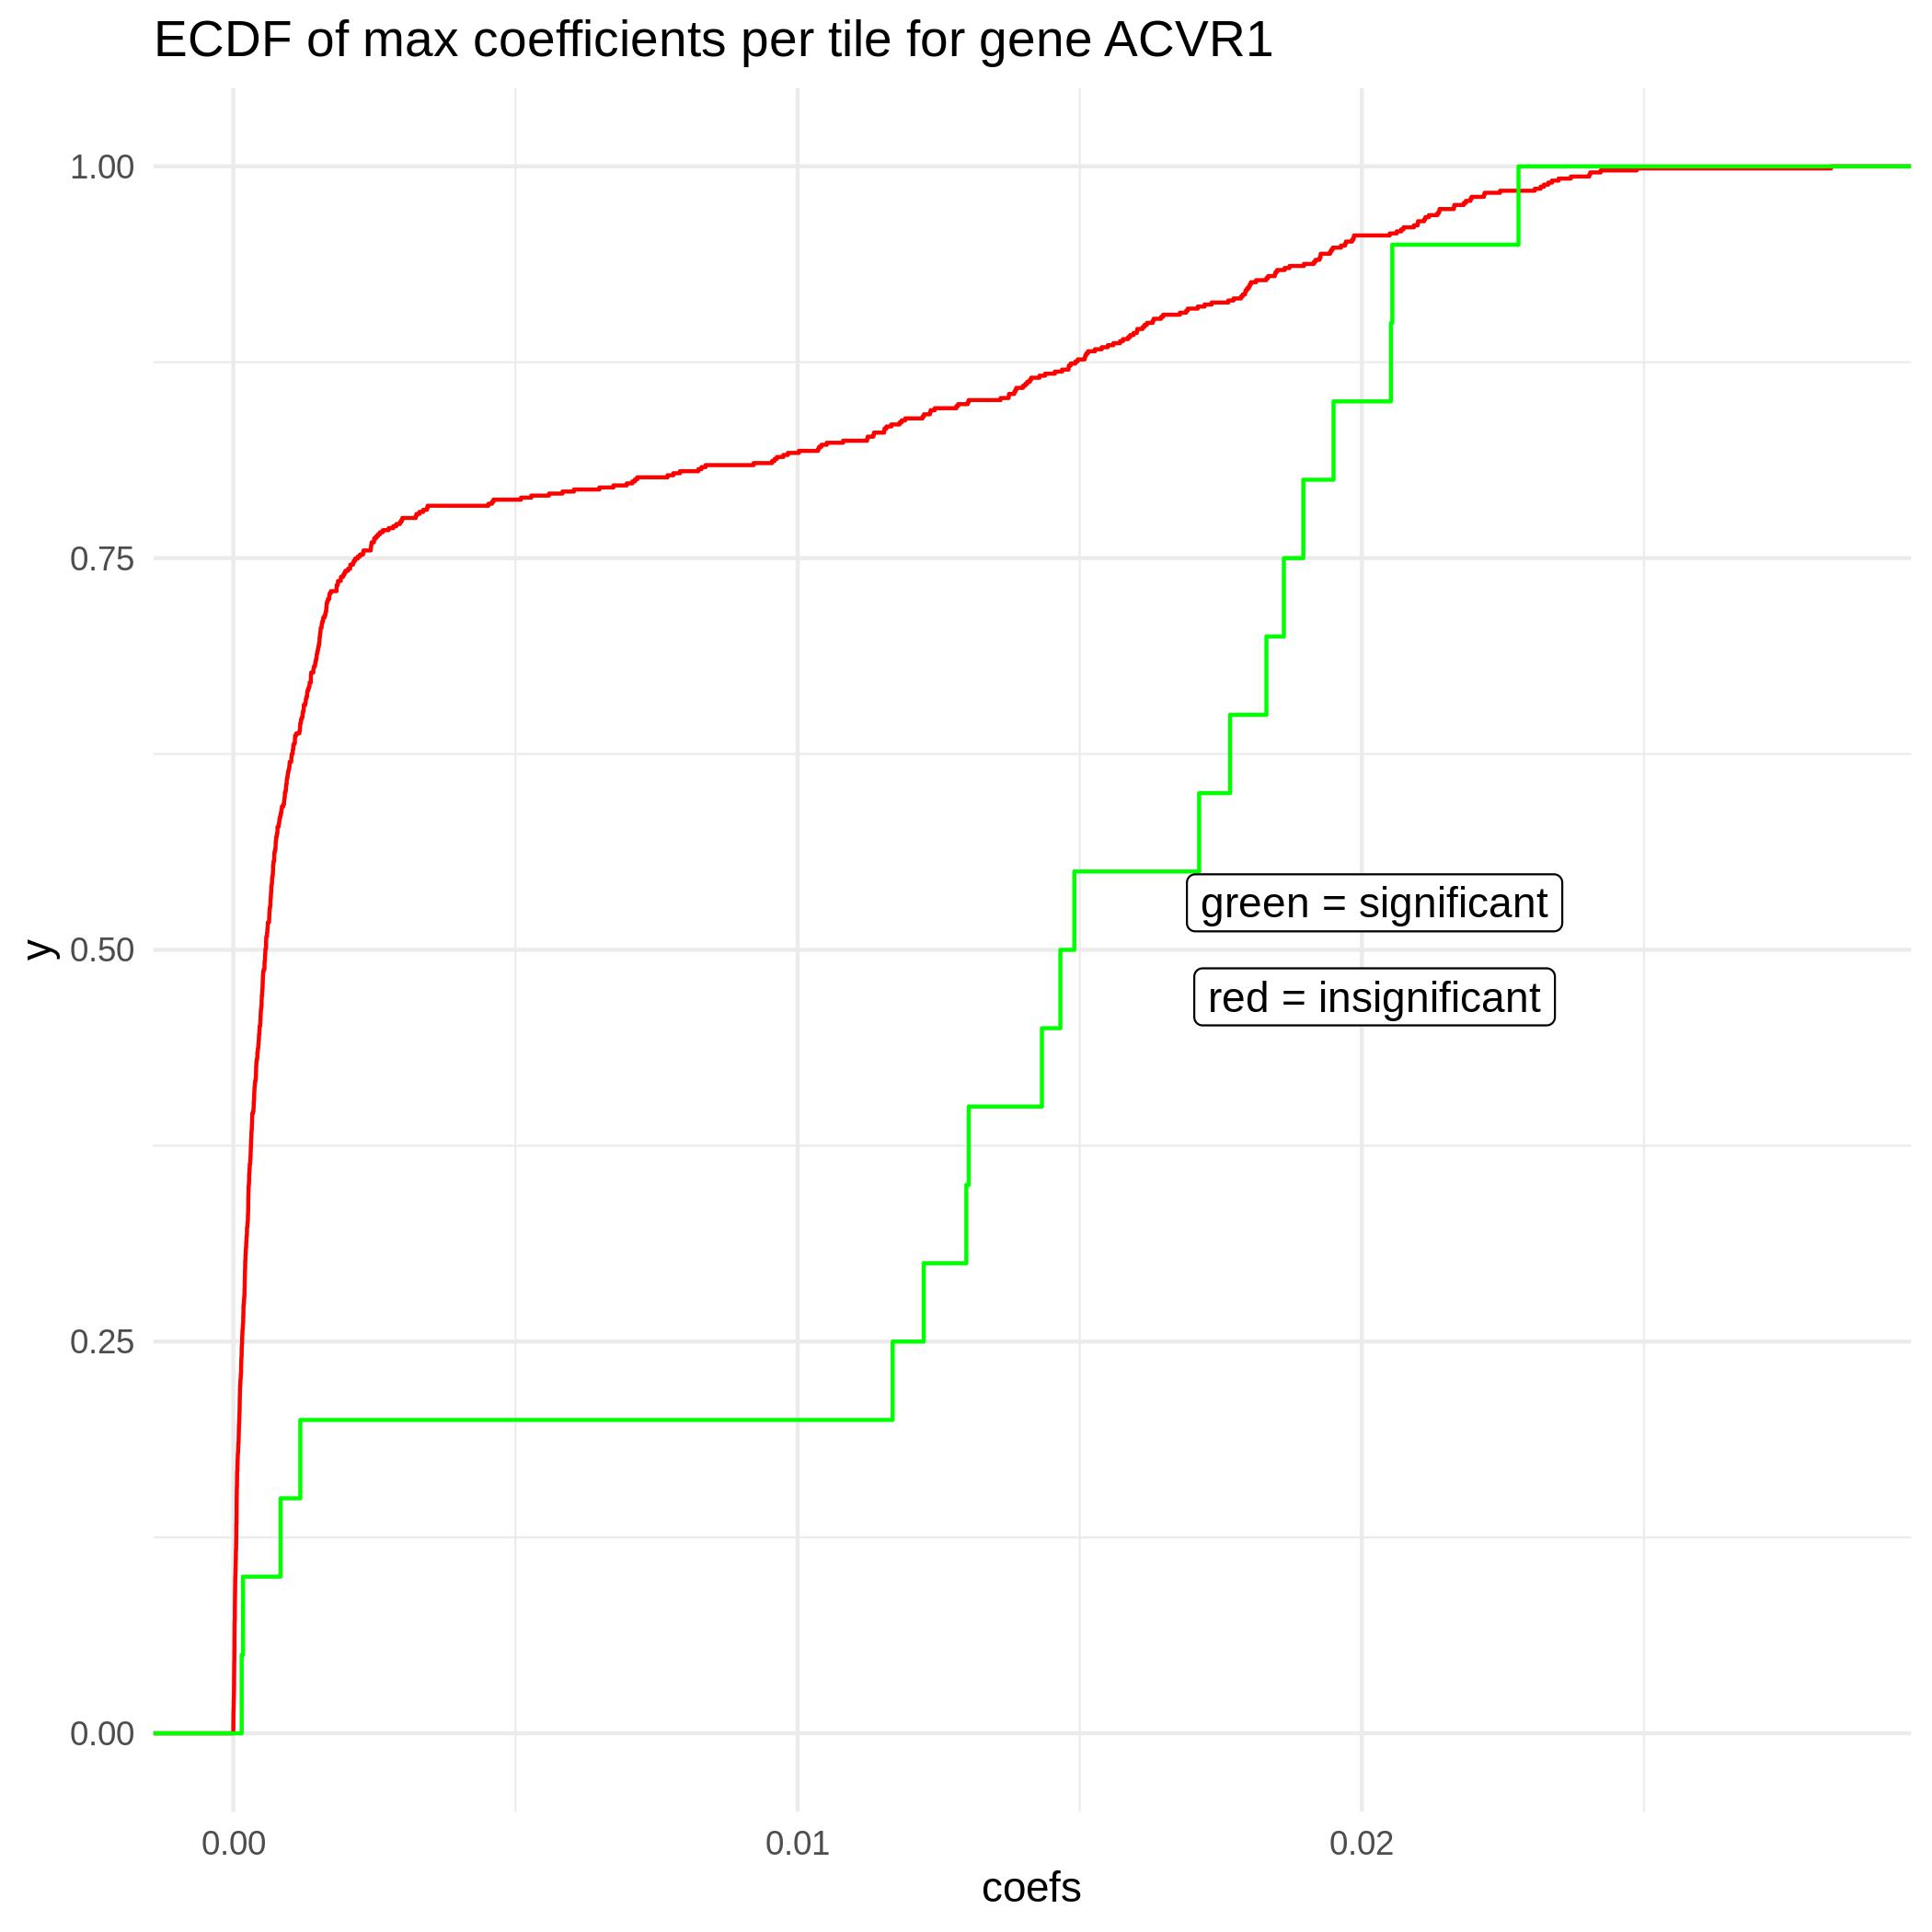 ECDF of max coefficients per tile for gene ACVR1
1.00
0.75
0.50
0.25
0.00
y
green = significant
red = insignificant
0.00 0.01 0.02
coefs